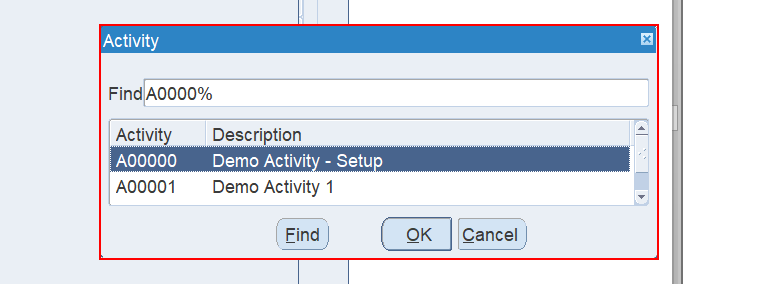 Activity
Find A0000%
Activity Description
A00000 Demo Activity - Setup
A00001 Demo Activity 1
Find OK Cancel